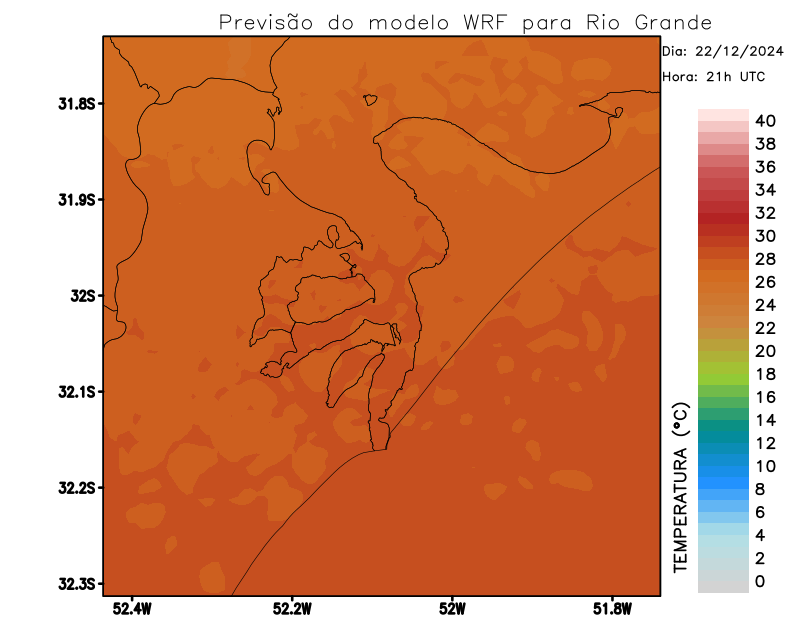 Previsão do modelo WRF para Rio Grande
Dia: 22/12/2024
Hora: 21h UTC
31.8S
31.9S
32S
32.1S
32.2S
32.3S
52.4W
52.2W
52W
51.8W
TEMPERATURA (°C)
40
38
36
34
32
30
28
26
24
22
20
18
16
14
12
10
8
6
4
2
0